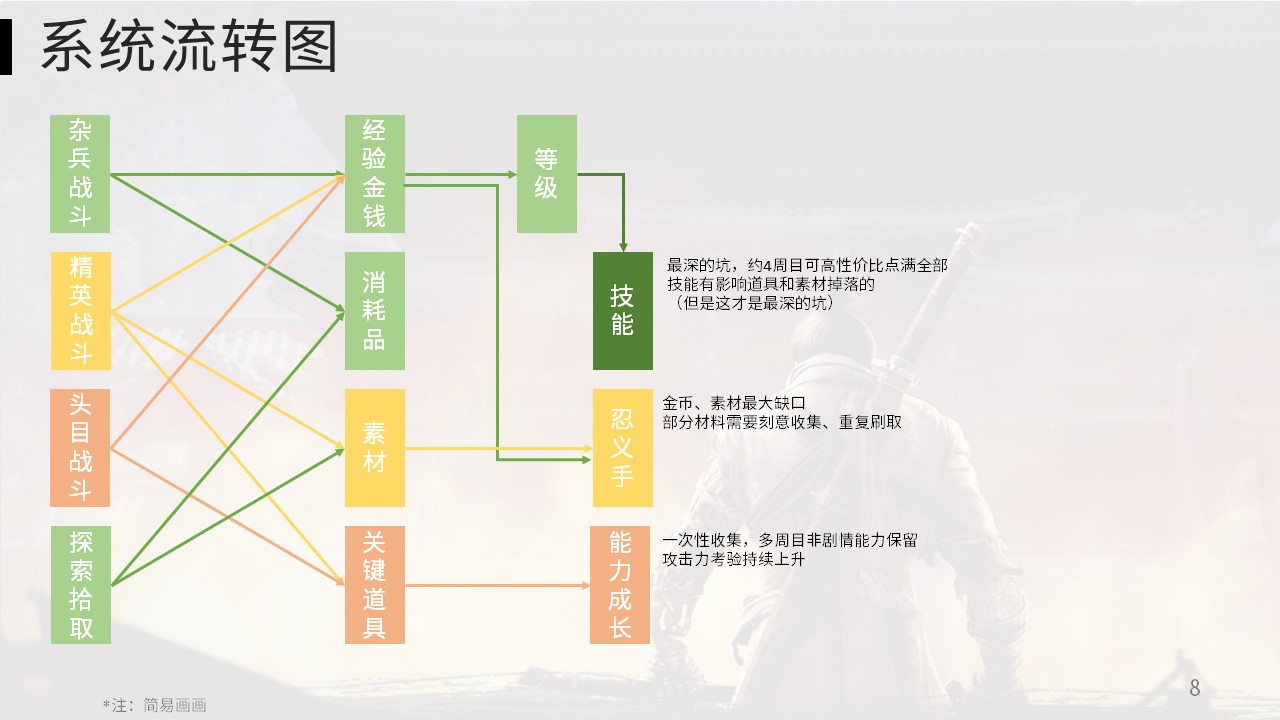 系统流转图
杂兵战斗
经验金钱
等级
精英战斗
消耗品
技能
最深的坑，约4周目可高性价比点满全部
技能有影响道具和素材掉落的
（但是这才是最深的坑）
头目战斗
素材
忍义手
金币、素材最大缺口
部分材料需要刻意收集、重复刷取
探索拾取
关键道具
能力成长
一次性收集，多周目非剧情能力保留
攻击力考验持续上升
*注：简易画画
8